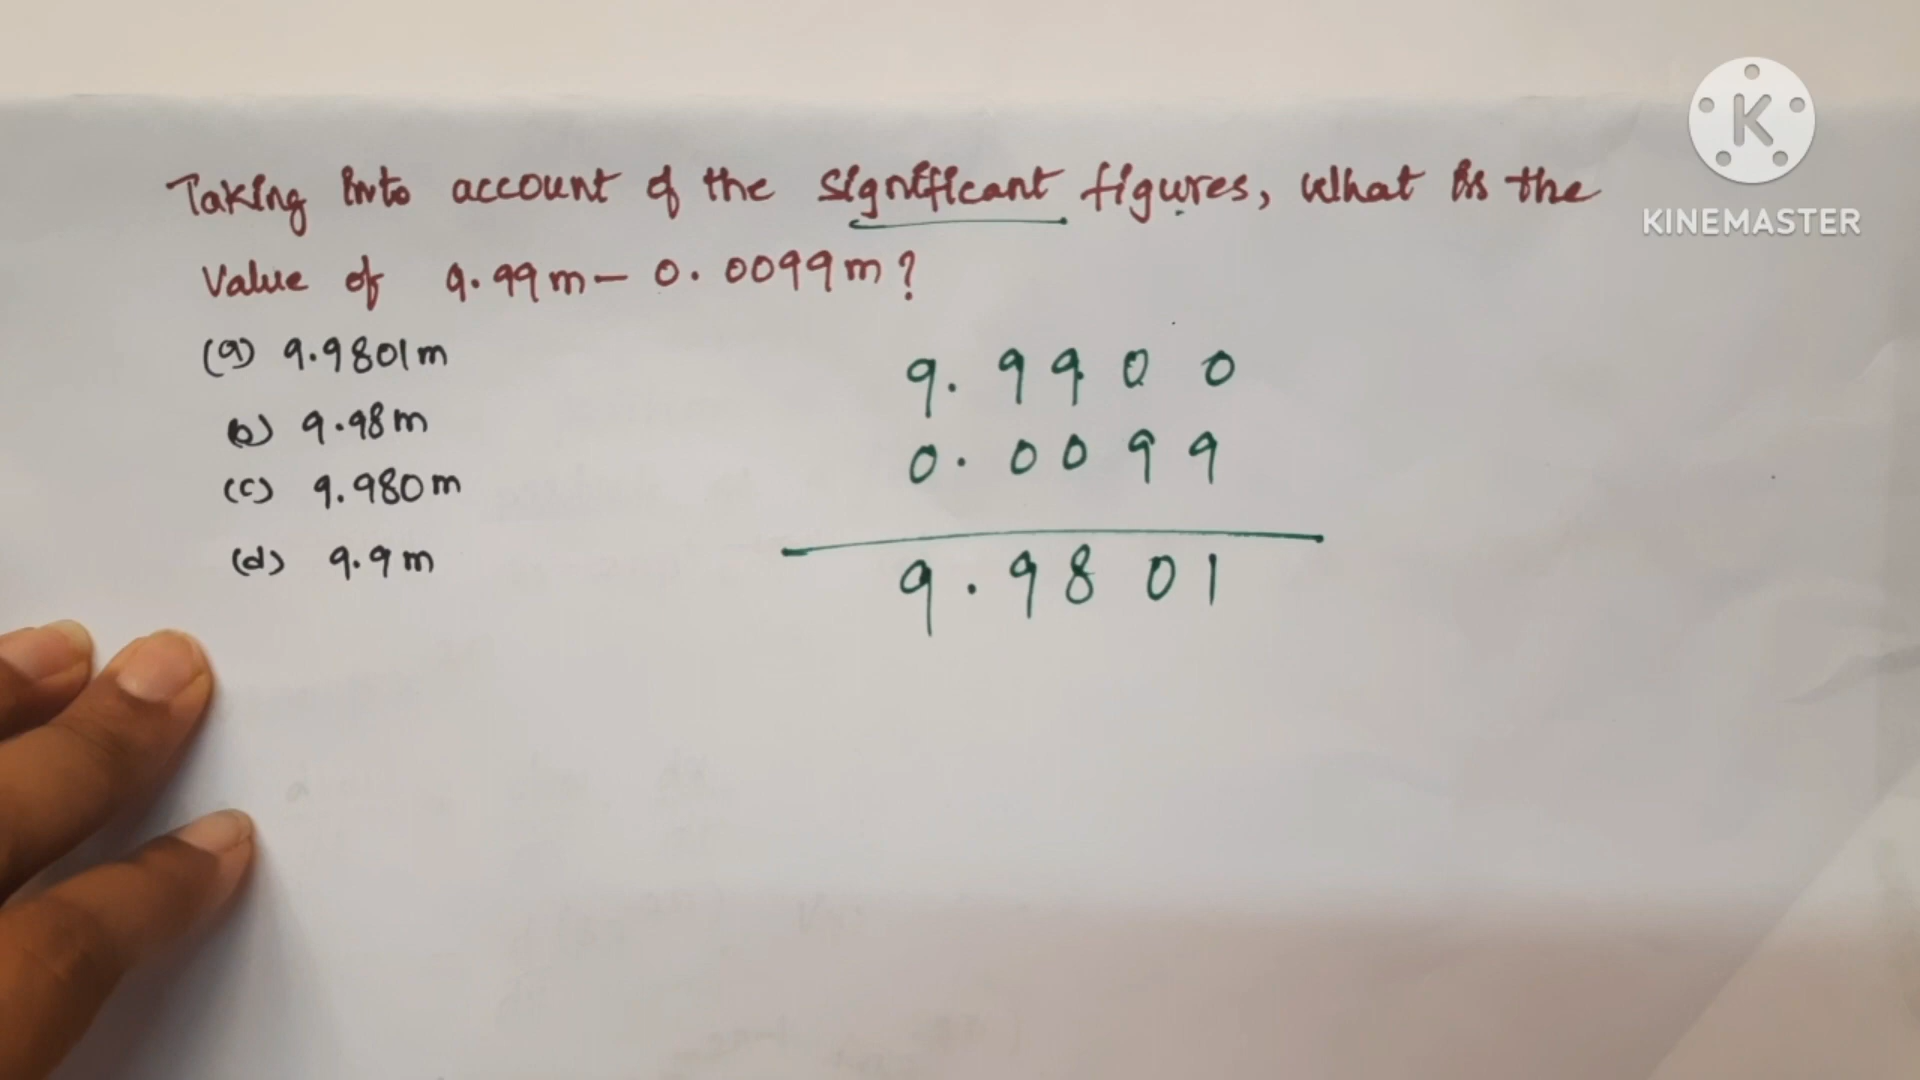 Taking into account of the significant figures, what is the
K
KINEMASTER
value of 9.99m - 0.0099m?
(a) 9.9801m
(b) 9.98m
(c) 9.980m
(d) 9.9m
9.9900
0.0099
9.9801